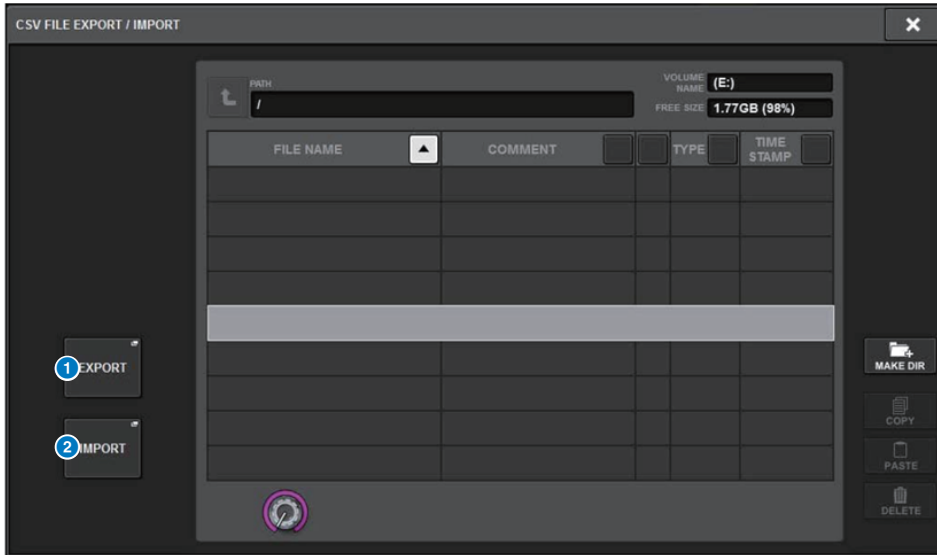 CSV FILE EXPORT / IMPORT
PATH
/
VOLUME NAME (E:)
FREE SIZE 1.77GB (98%)
FILE NAME COMMENT TYPE TIME STAMP
1 EXPORT
2 IMPORT
MAKE DIR
COPY
PASTE
DELETE